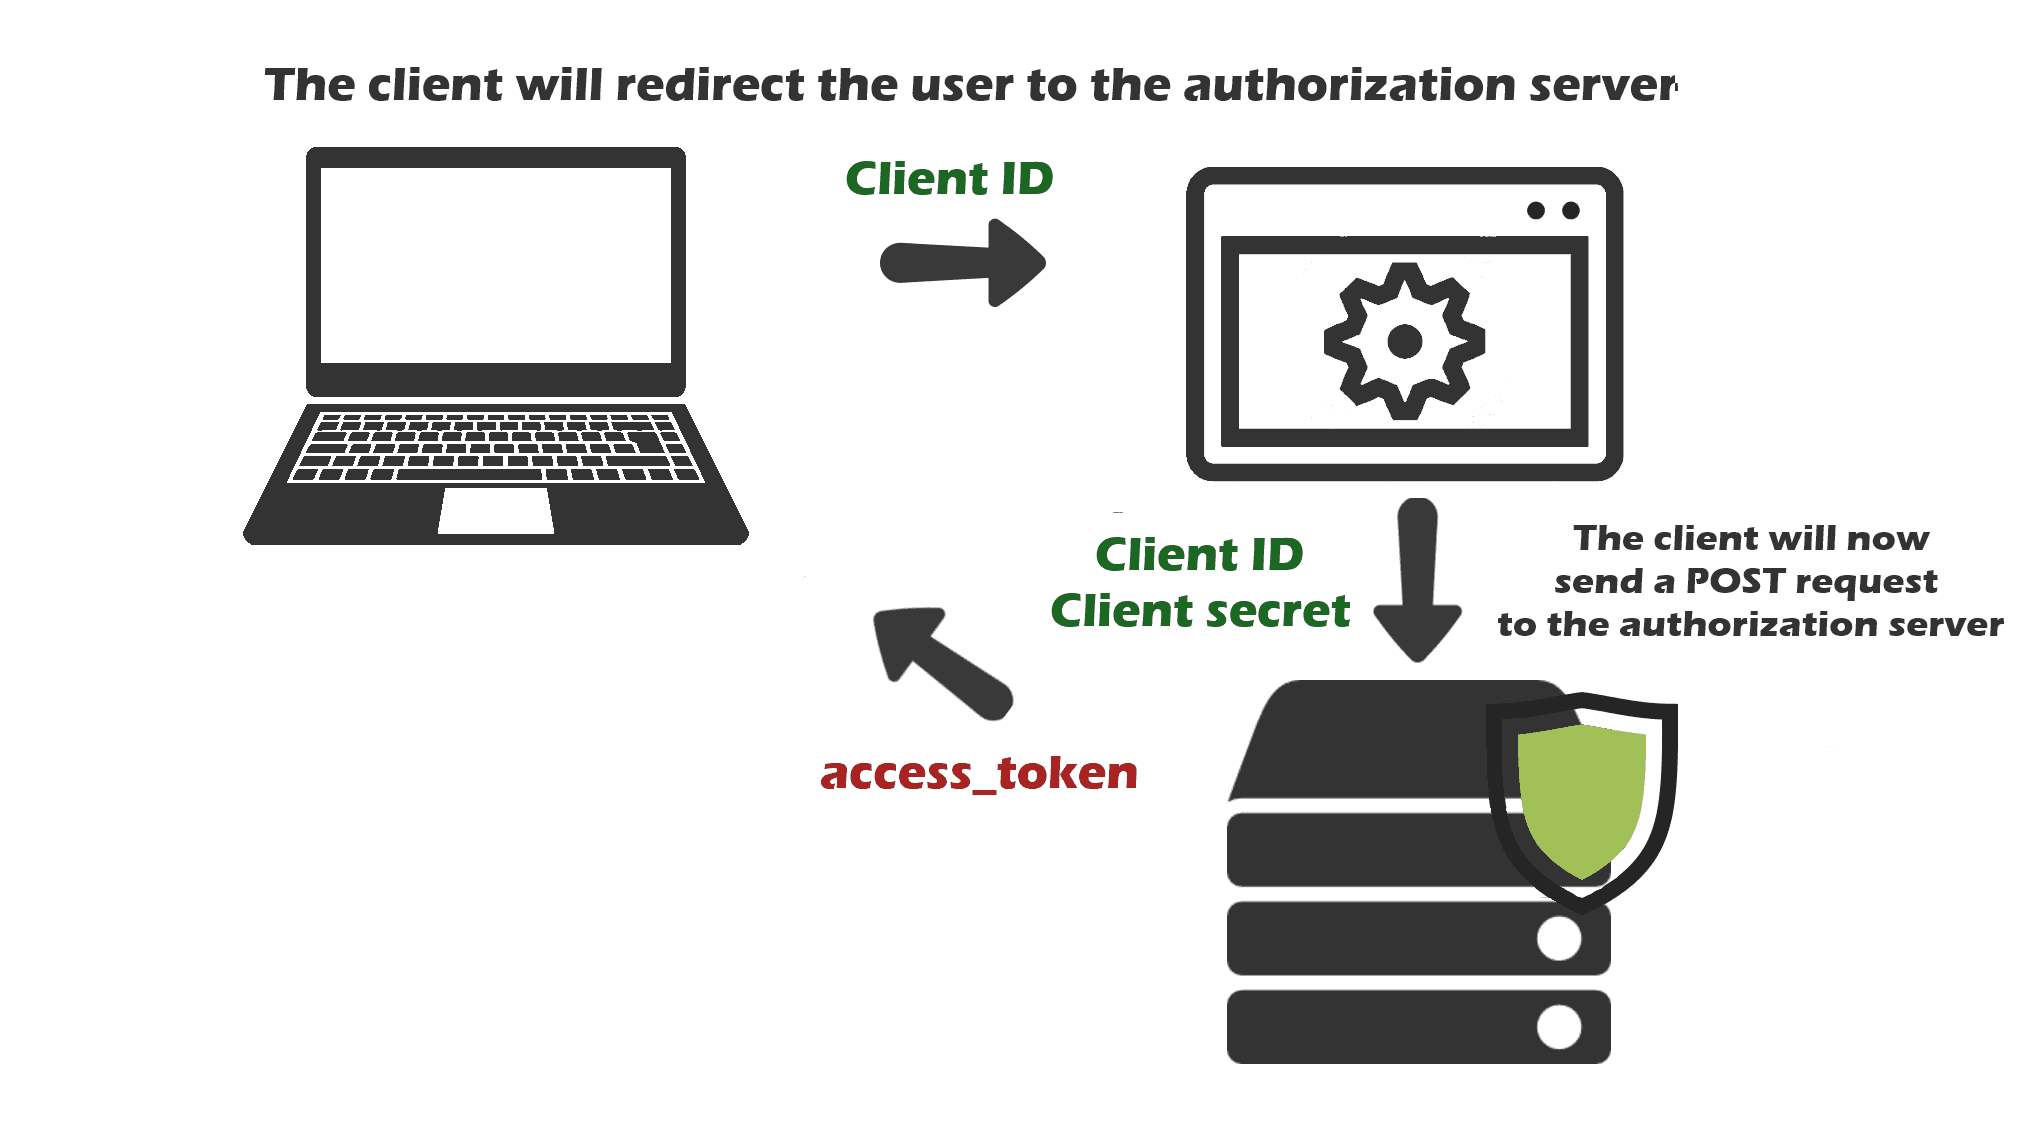 The client will redirect the user to the authorization server
Client ID
Client ID
Client secret
The client will now
send a POST request
to the authorization server
access_token